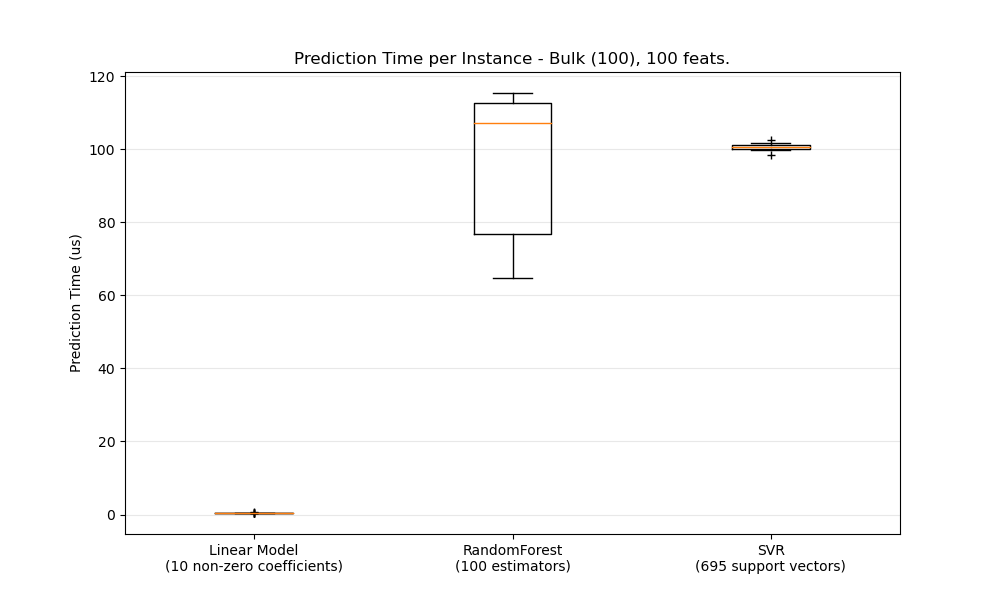 Prediction Time per Instance - Bulk (100), 100 feats.
120
100
80
60
40
20
0
Prediction Time (us)
Linear Model
(10 non-zero coefficients)
RandomForest
(100 estimators)
SVR
(695 support vectors)